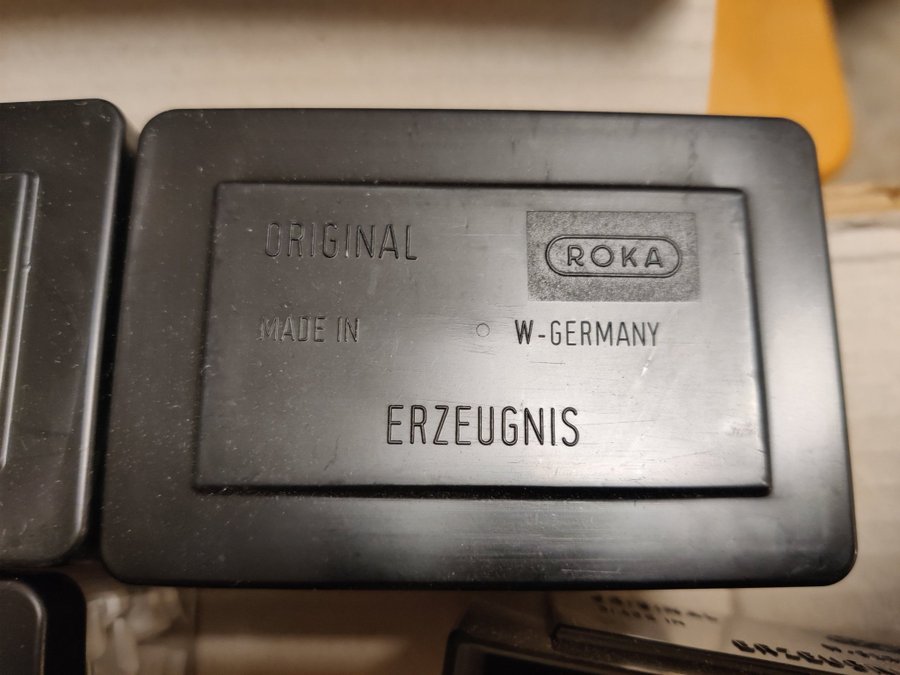 ORIGINAL ROKA
MADE IN W-GERMANY
ERZEUGNIS